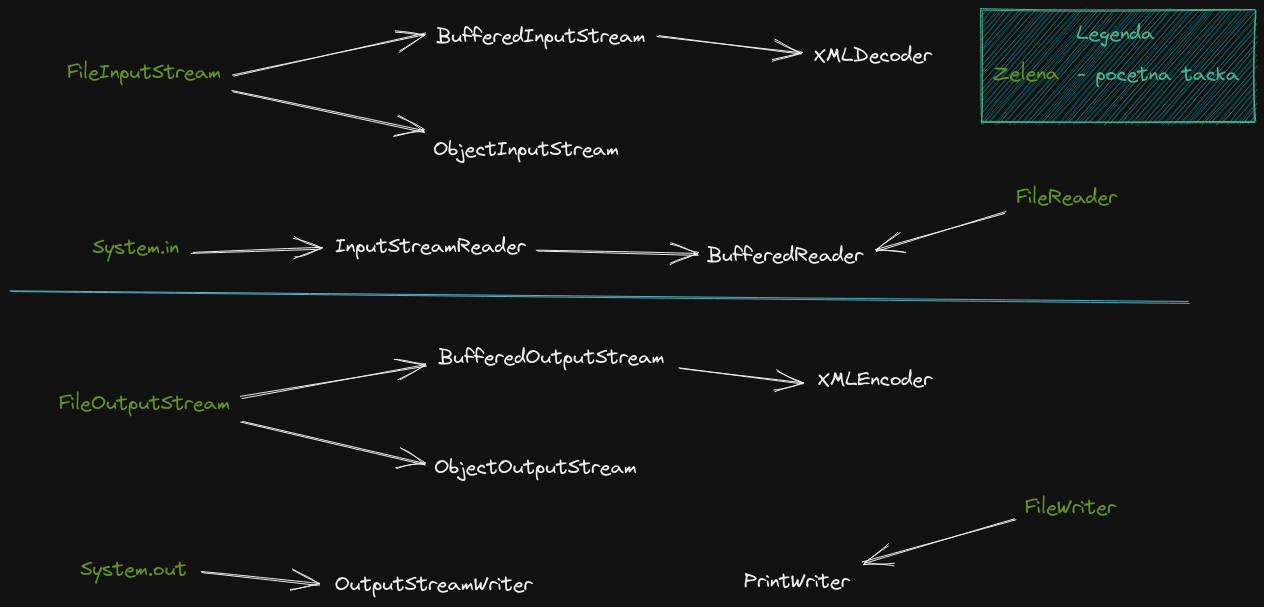 BufferedInputStream
FileInputStream
XMLDecoder
ObjectInputStream
Legenda
Zelena - pocetna tacka
FileReader
System.in
InputStreamReader
BufferedReader
BufferedOutputStream
FileOutputStream
XMLEncoder
ObjectOutputStream
FileWriter
System.out
OutputStreamWriter
PrintWriter